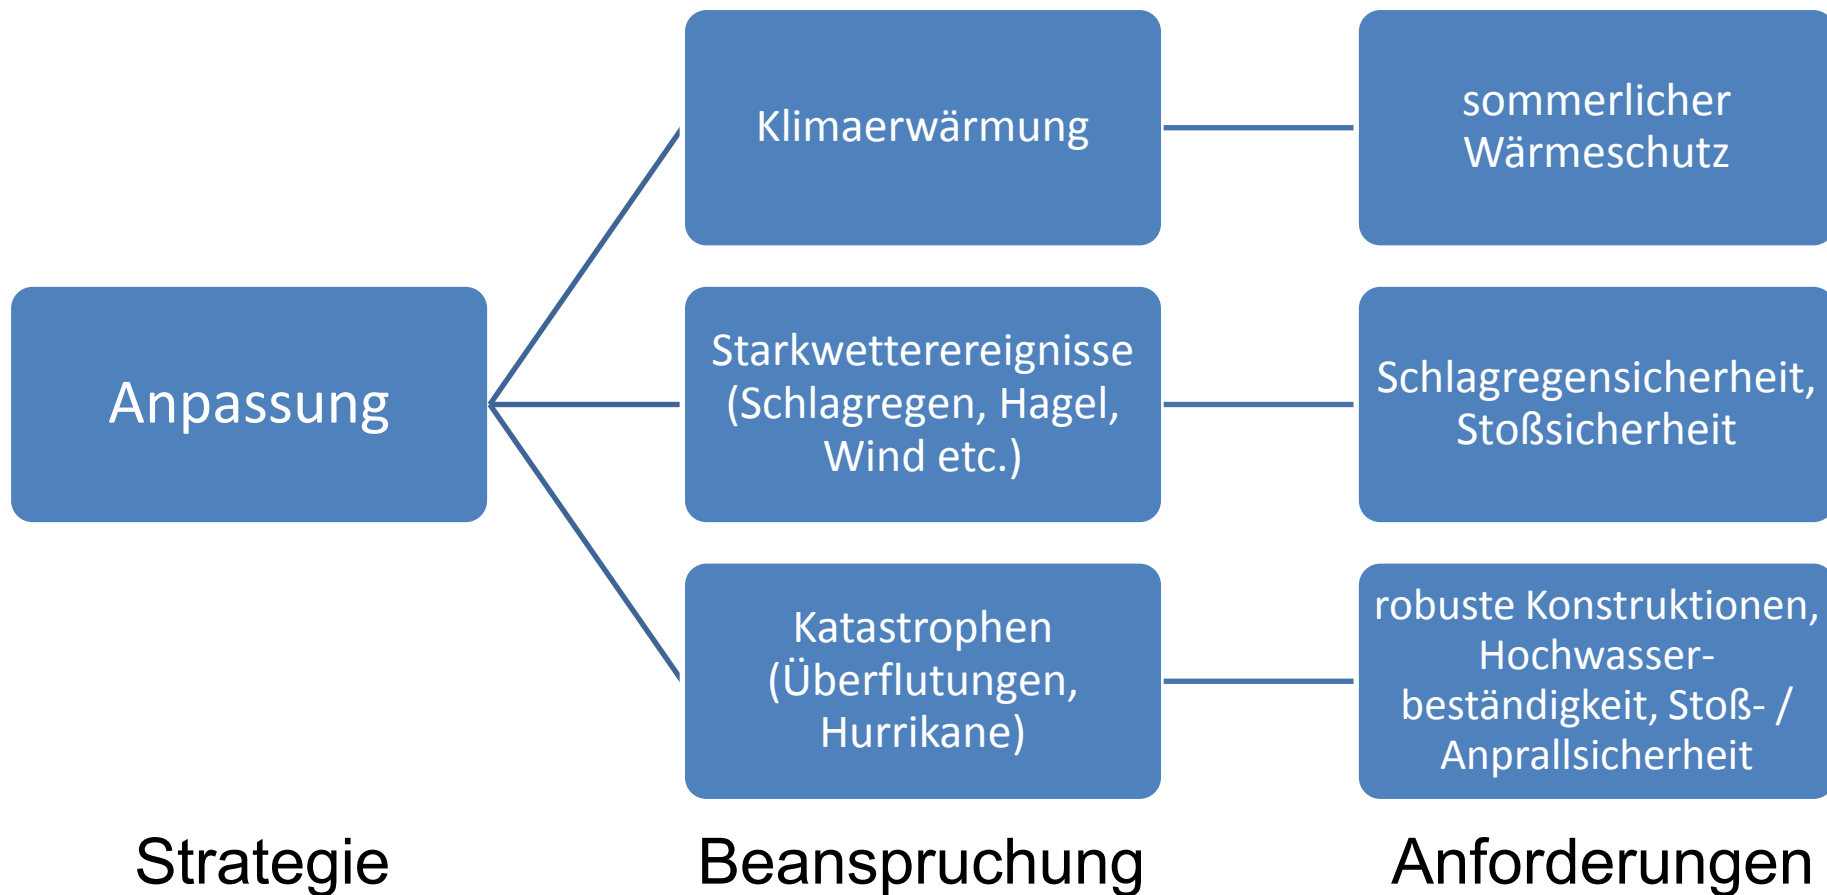 Klimaerwärmung
sommerlicher
Wärmeschutz
Anpassung
Starkwetterereignisse
(Schlagregen, Hagel,
Wind etc.)
Schlagregensicherheit,
Stoßsicherheit
Katastrophen
(Überflutungen,
Hurrikane)
robuste Konstruktionen,
Hochwasser-
beständigkeit, Stoß- /
Anprallsicherheit
Strategie
Beanspruchung
Anforderungen